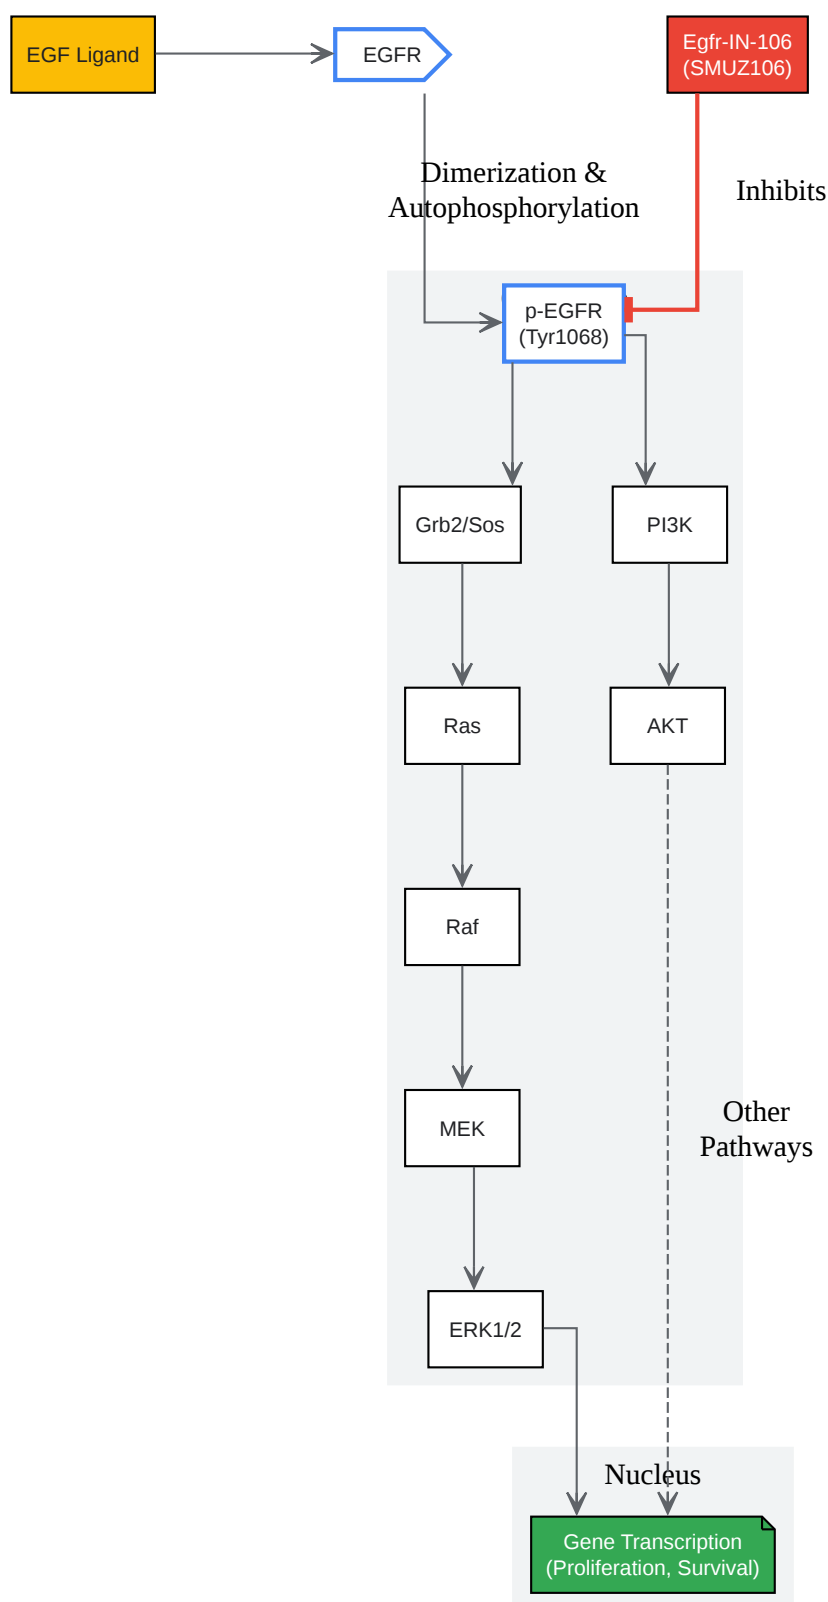 EGF Ligand
EGFR
Egfr-IN-106
(SMUZ106)
Dimerization &
Autophosphorylation
Inhibits
p-EGFR
(Tyr1068)
Grb2/Sos
PI3K
Ras
AKT
Raf
MEK
Other
Pathways
ERK1/2
Nucleus
Gene Transcription
(Proliferation, Survival)